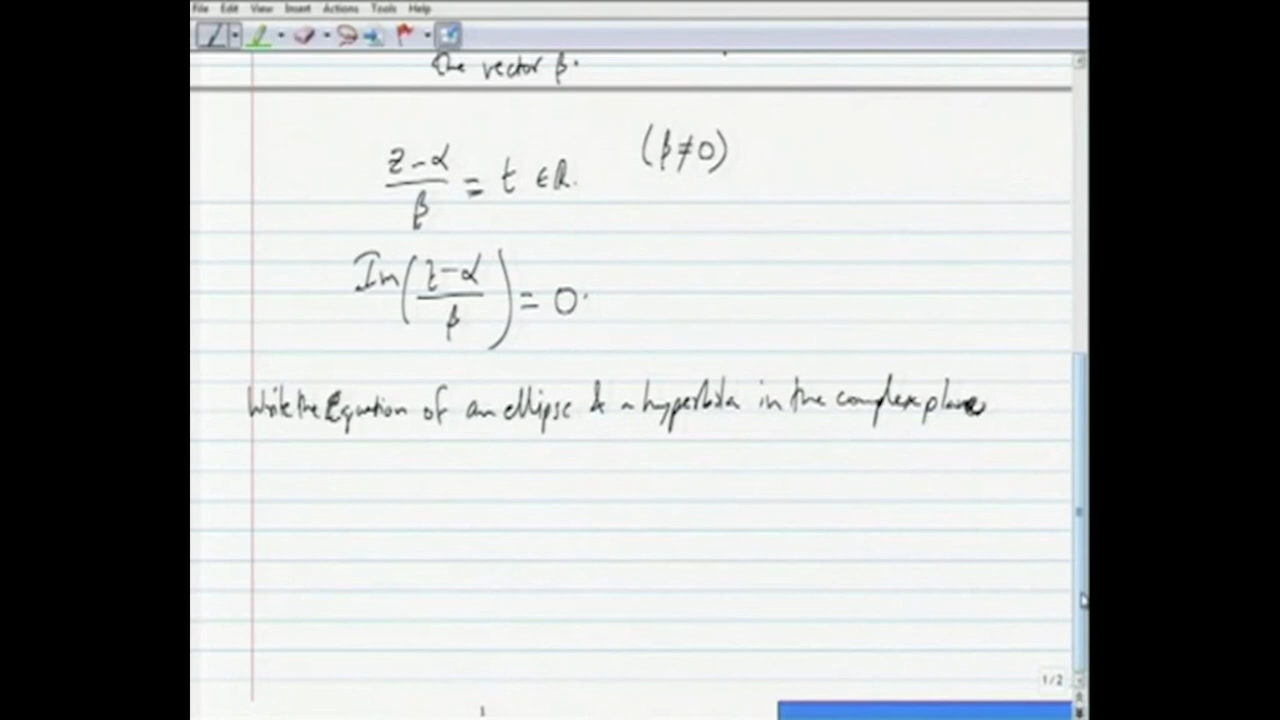 File Edit View Insert Actions Tools Help
The vector β.
(β≠0)
z-α/β = t ∈ ℝ.
Im(z-α/β) = 0.
Write the Equation of an ellipse & a hyperbola in the complex plane
1/2
1